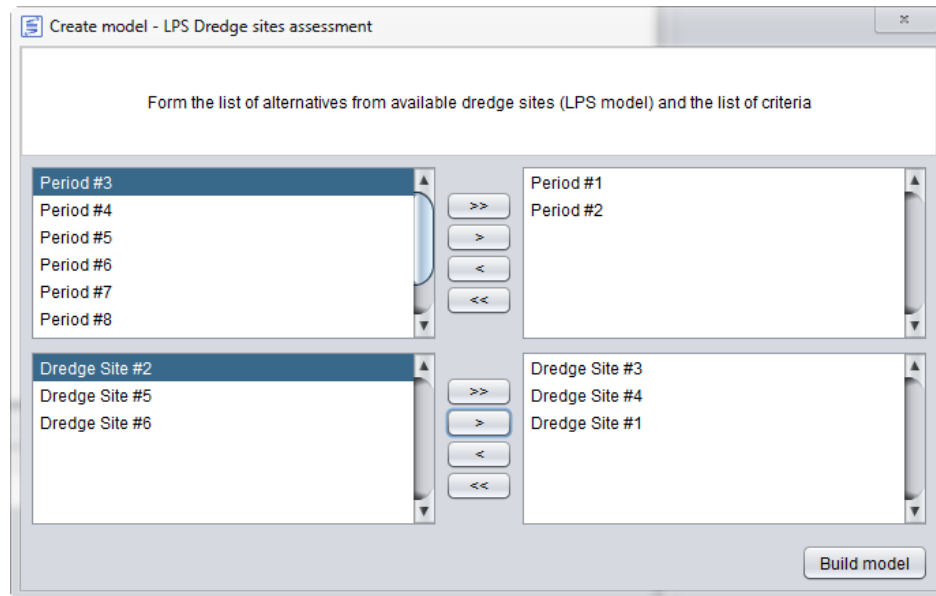 Create model - LPS Dredge sites assessment
Form the list of alternatives from available dredge sites (LPS model) and the list of criteria
Period #3
Period #4
Period #5
Period #6
Period #7
Period #8
>>
>
<
<<
Period #1
Period #2
Dredge Site #2
Dredge Site #5
Dredge Site #6
>>
>
<
<<
Dredge Site #3
Dredge Site #4
Dredge Site #1
Build model